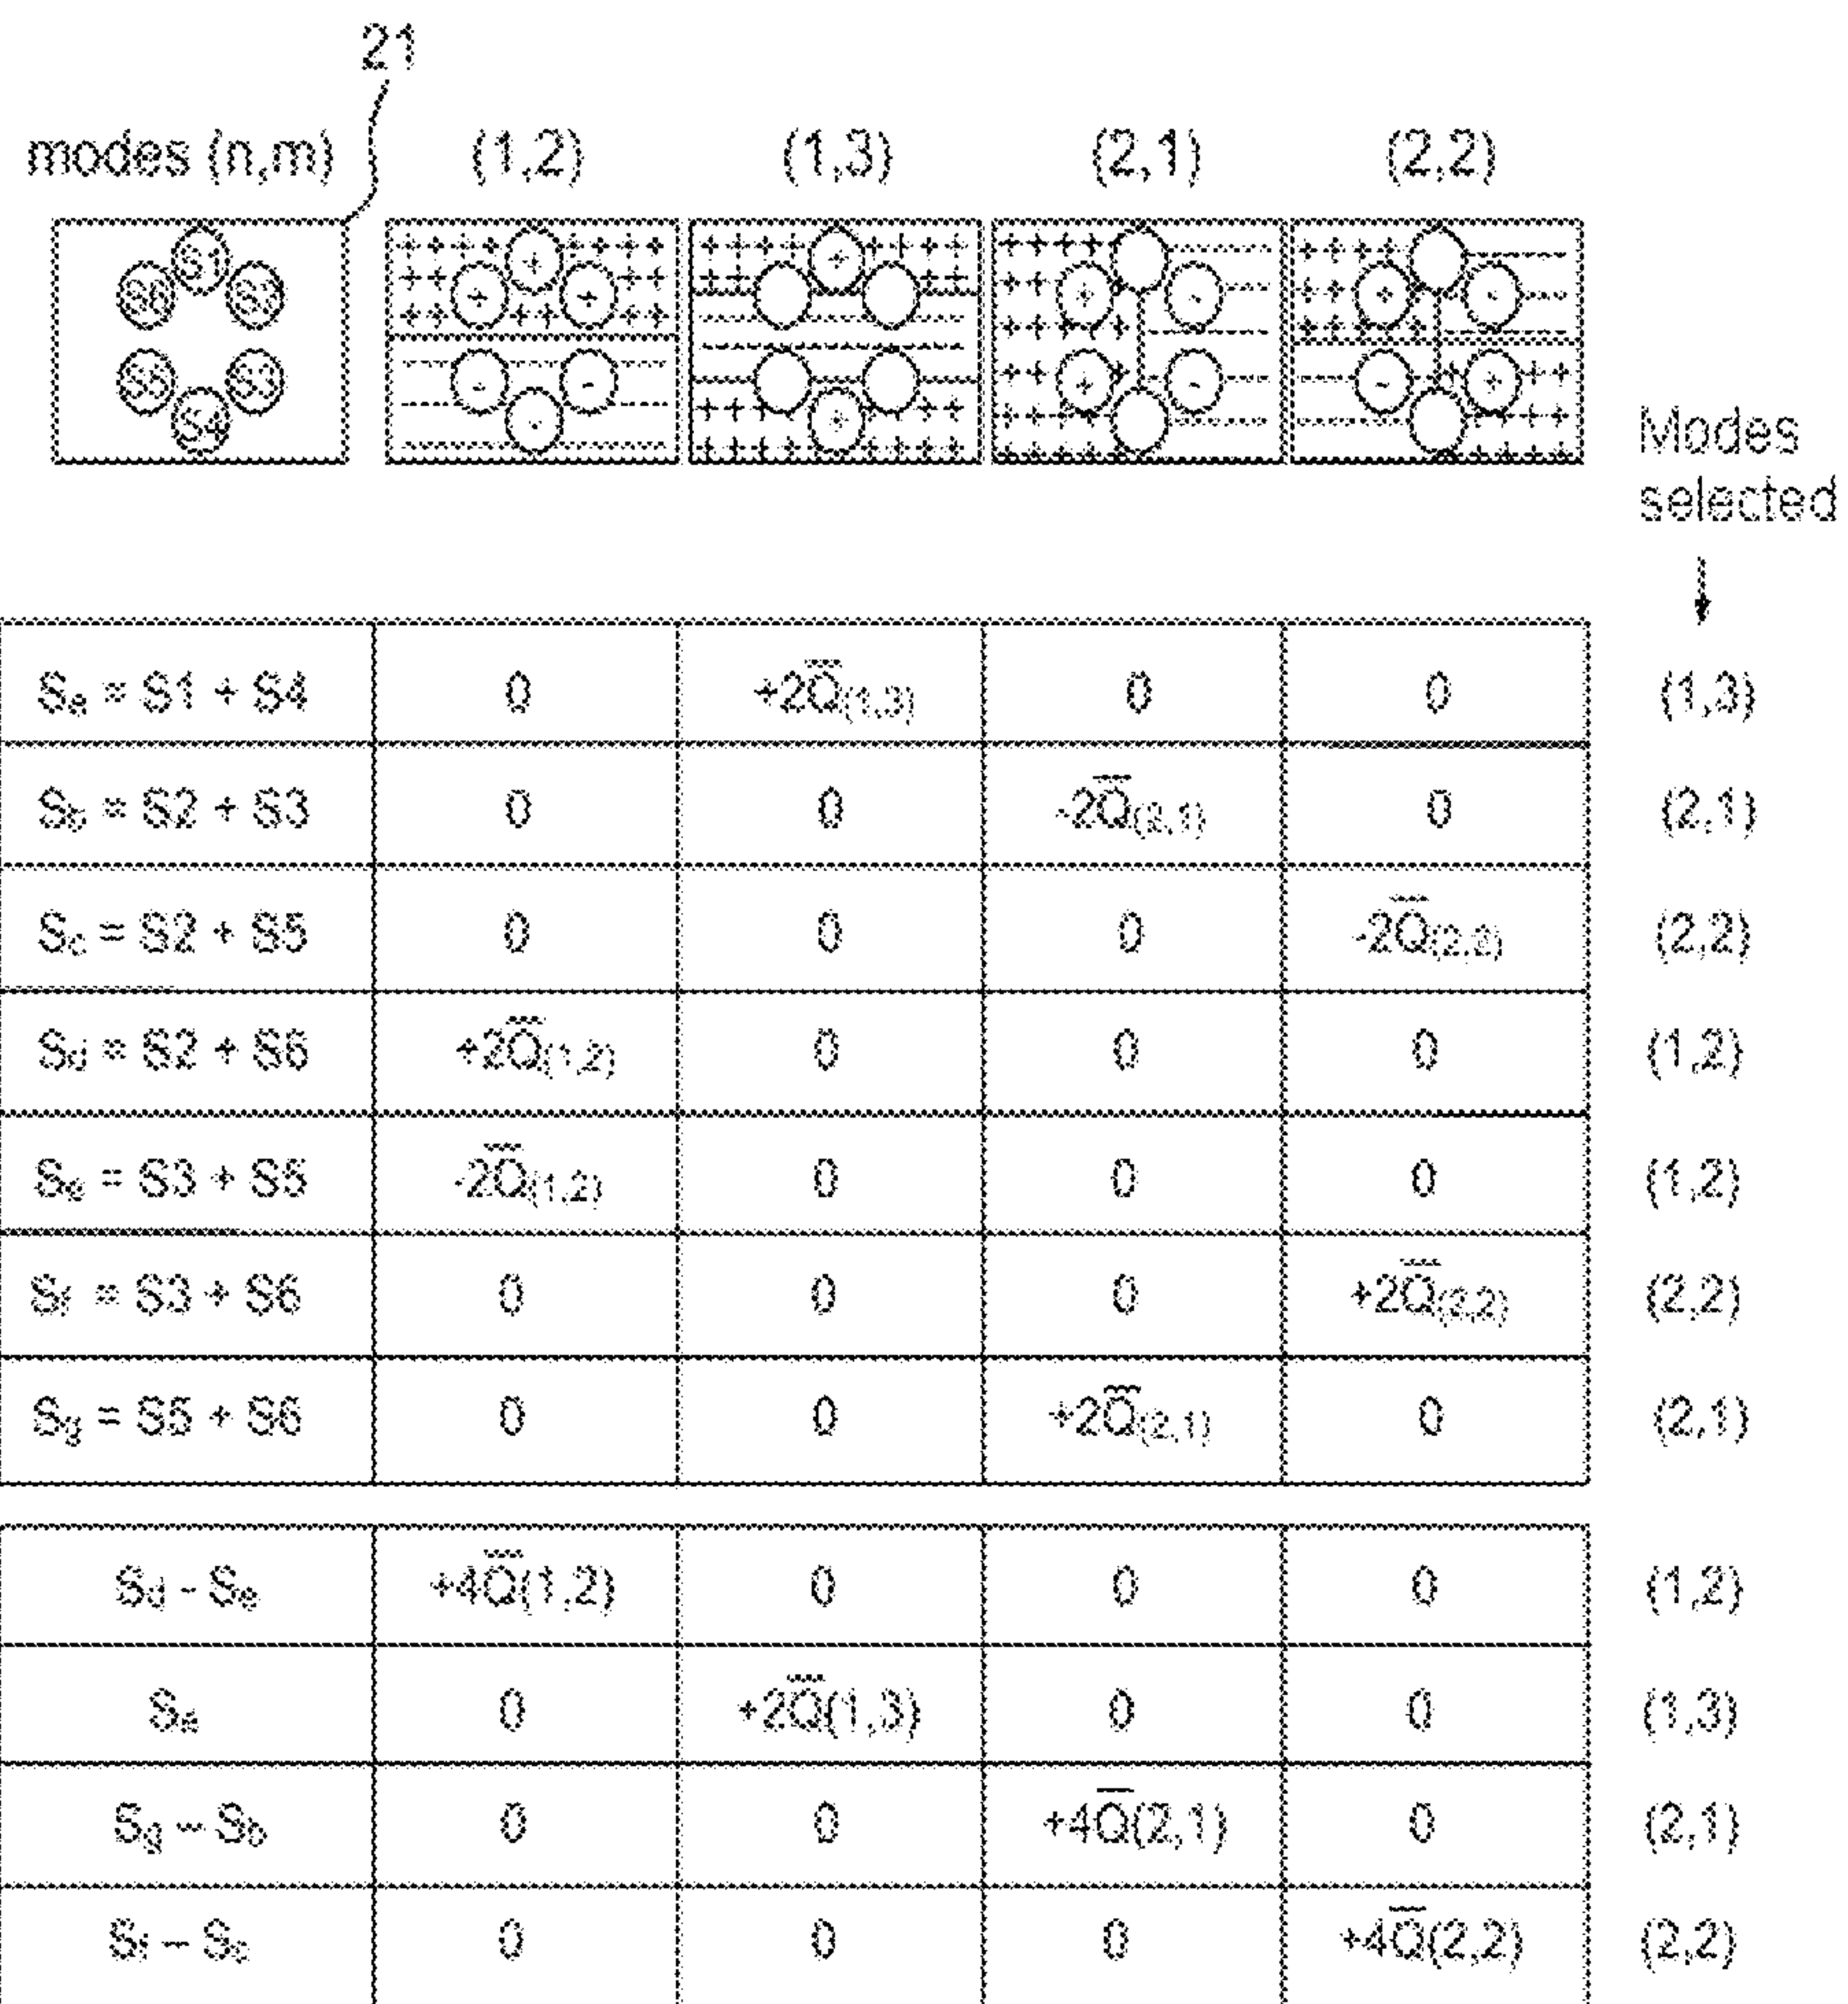 21
modes (n,m) (1,2) (1,3) (2,1) (2,2)
S1
S6 S3
S5 S3
S4
Modes
selected
Sa = S1 + S4 0 +2Q̅(1,3) 0 0 (1,3)
Sb = S2 + S3 0 0 -2Q̅(2,1) 0 (2,1)
Sc = S2 + S5 0 0 0 -2Q̅(2,2) (2,2)
Sd = S2 + S6 +2Q̅(1,2) 0 0 0 (1,2)
Se = S3 + S5 -2Q̅(1,2) 0 0 0 (1,2)
Sf = S3 + S6 0 0 0 +2Q̅(2,2) (2,2)
Sg = S5 + S6 0 0 +2Q̅(2,1) 0 (2,1)
Sd - Se +4Q̅(1,2) 0 0 0 (1,2)
Sa 0 +2Q̅(1,3) 0 0 (1,3)
Sg – Sb 0 0 +4Q̅(2,1) 0 (2,1)
Sf – Sc 0 0 0 +4Q̅(2,2) (2,2)